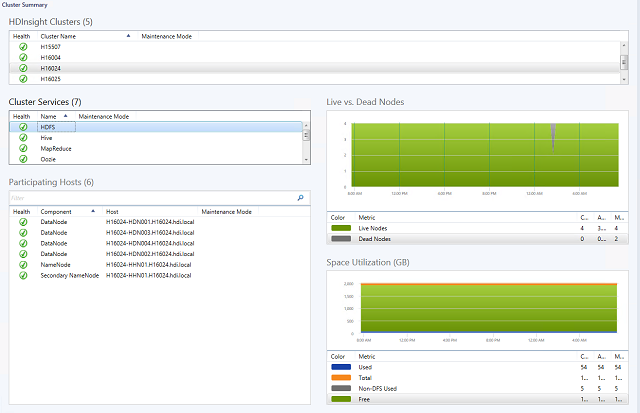 Cluster Summary
HDInsight Clusters (5)
Health Cluster Name Maintenance Mode
H15507
H16004
H16024
H16025
Cluster Services (7)
Health Name Maintenance Mode
HDFS
Hive
MapReduce
Oozie
Participating Hosts (6)
Filter
Health Component Host Maintenance Mode
DataNode H16024-HDN001.H16024.hdi.local
DataNode H16024-HDN003.H16024.hdi.local
DataNode H16024-HDN004.H16024.hdi.local
DataNode H16024-HDN002.H16024.hdi.local
NameNode H16024-HHN01.H16024.hdi.local
Secondary NameNode H16024-HHN01.H16024.hdi.local
Live vs. Dead Nodes
4
3
2
1
0
8:00 AM 12:00 PM 4:00 PM 8:00 PM 12:00 AM 4:00 AM
Color Metric C... A... M...
Live Nodes 4 3... 4
Dead Nodes 0 0... 2
Space Utilization (GB)
2,000
1,500
1,000
500
0
8:00 AM 12:00 PM 4:00 PM 8:00 PM 12:00 AM 4:00 AM
Color Metric C... A... M...
Used 54 54 54
Total 1... 1... 1...
Non-DFS Used 5 5 5
Free 1... 1... 1...